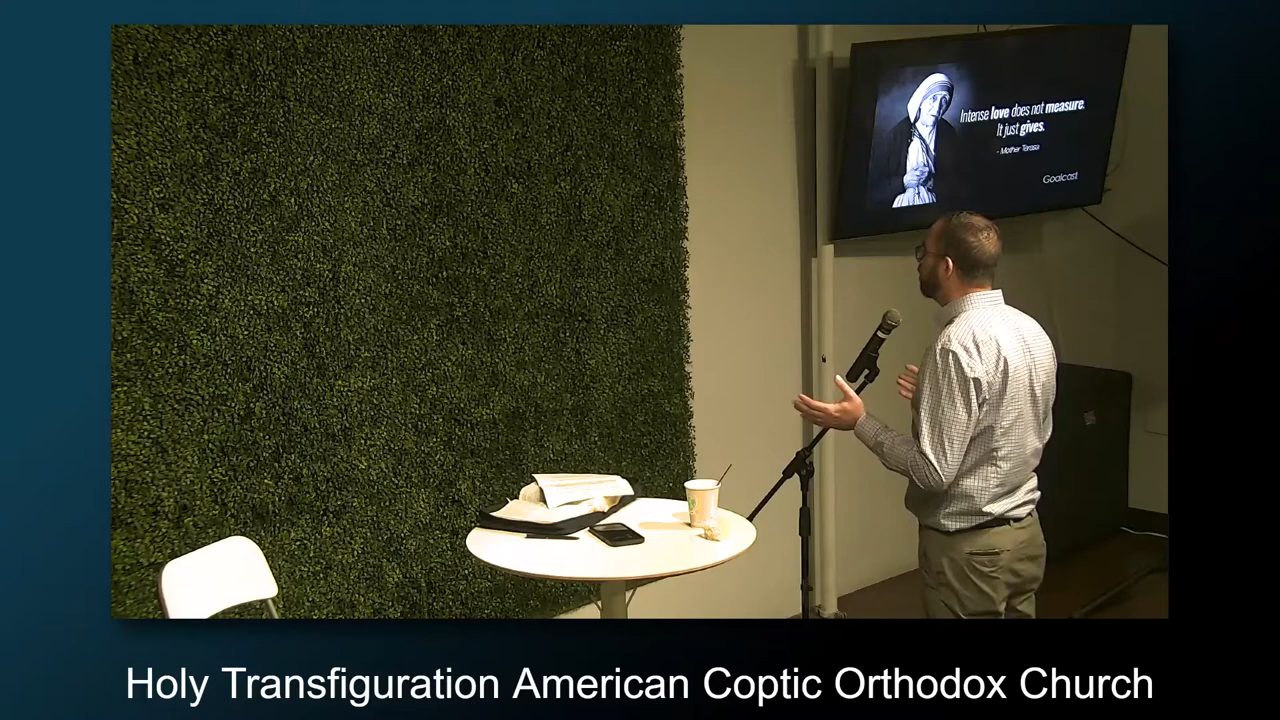 Intense love does not measure.
It just gives.
- Mother Teresa
Goalcast
Holy Transfiguration American Coptic Orthodox Church